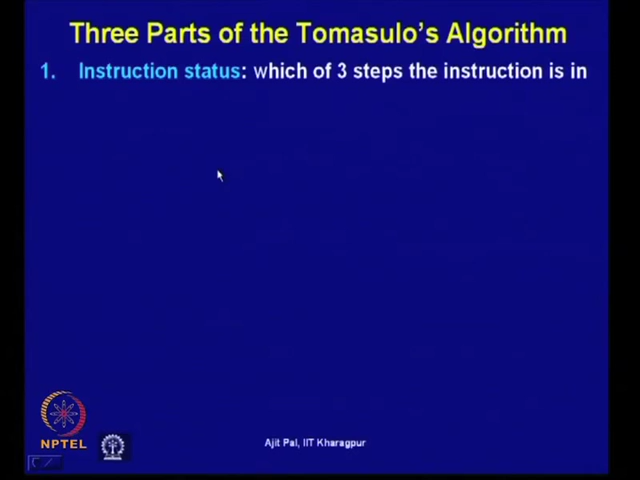 Three Parts of the Tomasulo's Algorithm
1. Instruction status: which of 3 steps the instruction is in
NPTEL
Ajit Pal, IIT Kharagpur